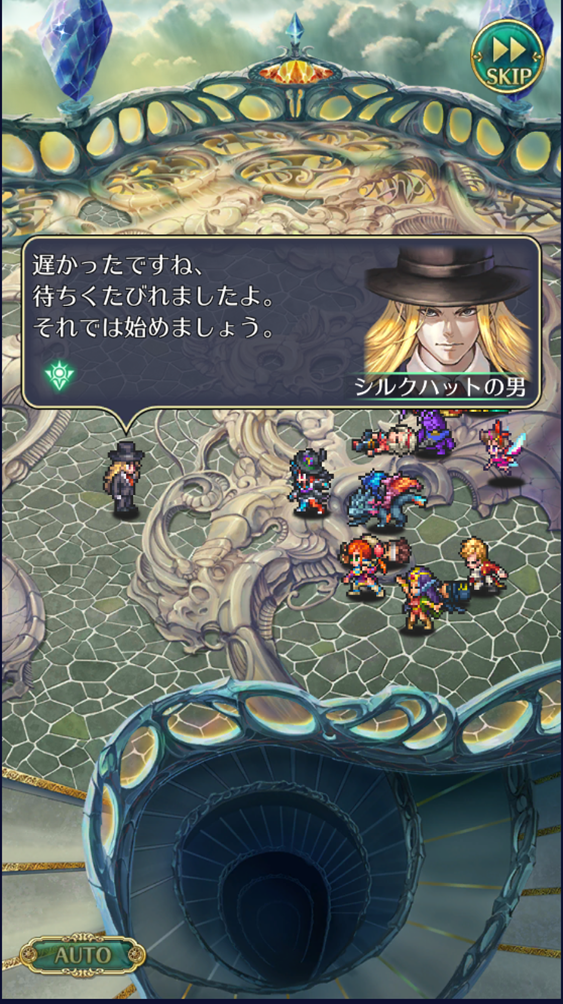 SKIP
遅かったですね、
待ちくたびれましたよ。
それでは始めましょう。
シルクハットの男
AUTO